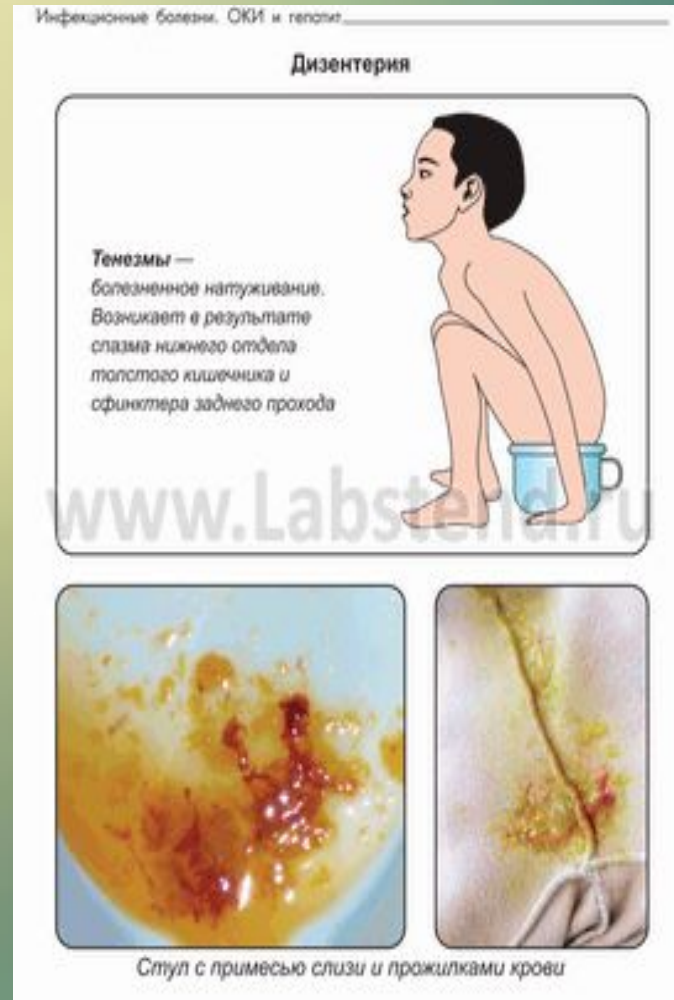 Инфекционные болезни. ОКИ и гепатит
Дизентерия
Тенезмы —
болезненное натуживание.
Возникает в результате
спазма нижнего отдела
толстого кишечника и
сфинктера заднего прохода
www.Labstend.ru
Стул с примесью слизи и прожилками крови